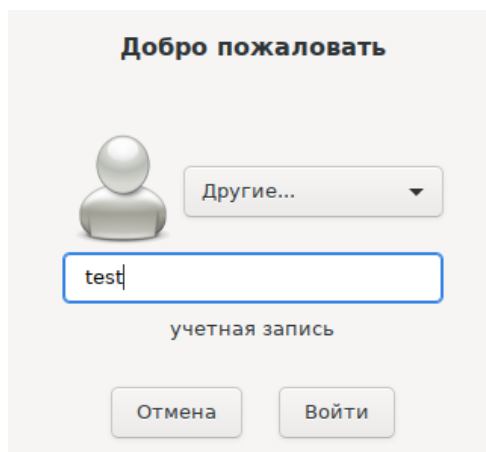 Добро пожаловать
Другие...
test
учетная запись
Отмена Войти